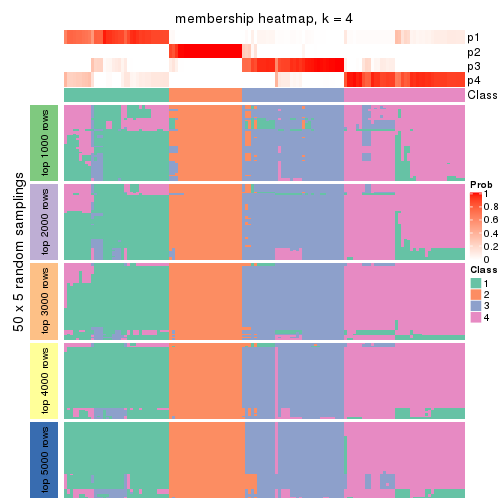 membership heatmap, k = 4
p1
p2
p3
p4
Class
50 x 5 random samplings
top 1000 rows
top 2000 rows
top 3000 rows
top 4000 rows
top 5000 rows
Prob
1
0.8
0.6
0.4
0.2
0
Class
1
2
3
4